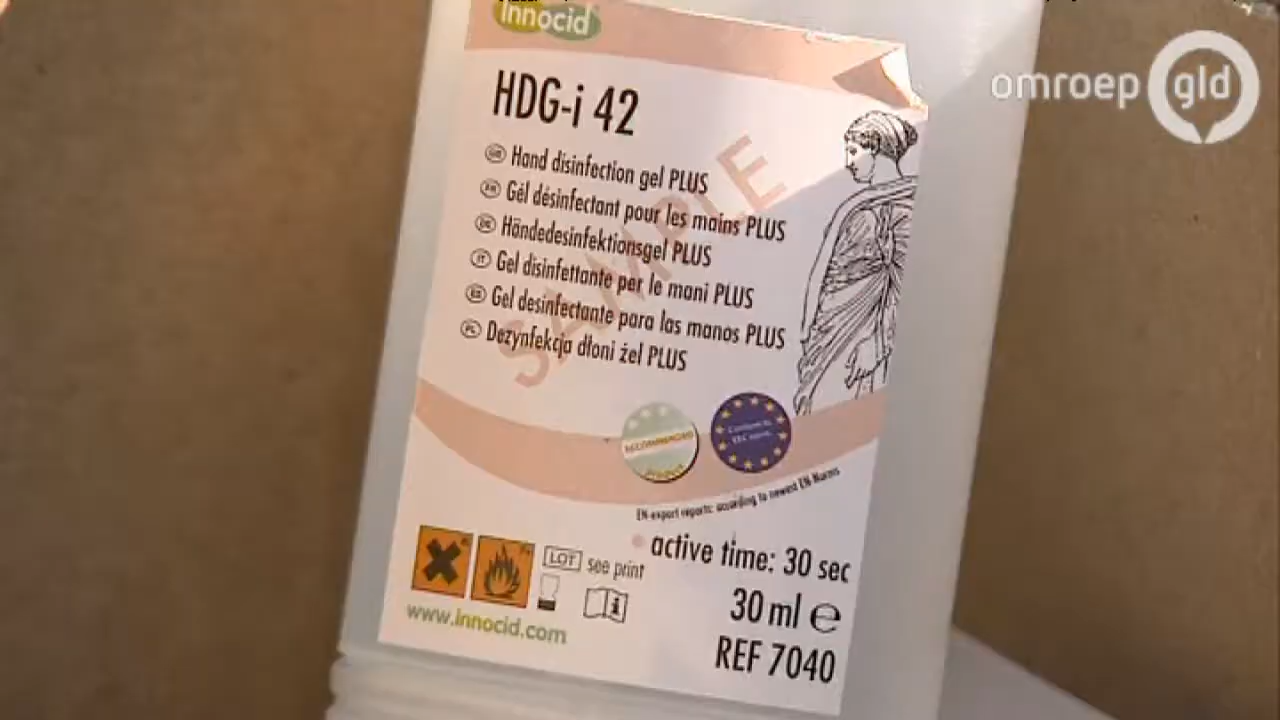 innocid
omroep gld
HDG-i 42
GB Hand disinfection gel PLUS
FR Gél désinfectant pour les mains PLUS
DE Händedesinfektionsgel PLUS
IT Gel disinfettante per le mani PLUS
ES Gel desinfectante para las manos PLUS
PL Dezynfekcja dłoni żel PLUS
SAMPLE
RECOMMENDED
EN-export reports: according to newest EN-Norms
active time: 30 sec
LOT see print
30 ml e
www.innocid.com
REF 7040